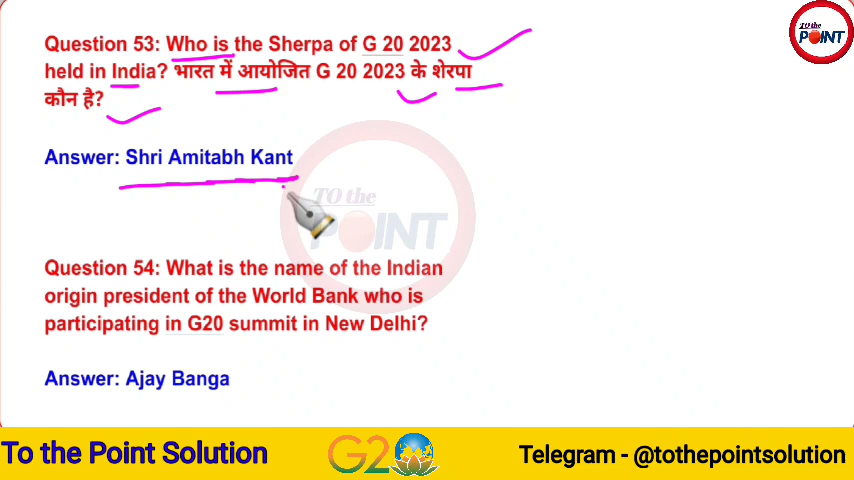 TO the
POINT
Question 53: Who is the Sherpa of G 20 2023
held in India? भारत में आयोजित G 20 2023 के शेरपा
कौन है?
Answer: Shri Amitabh Kant
TO the
POINT
Question 54: What is the name of the Indian
origin president of the World Bank who is
participating in G20 summit in New Delhi?
Answer: Ajay Banga
To the Point Solution
G20
Telegram - @tothepointsolution